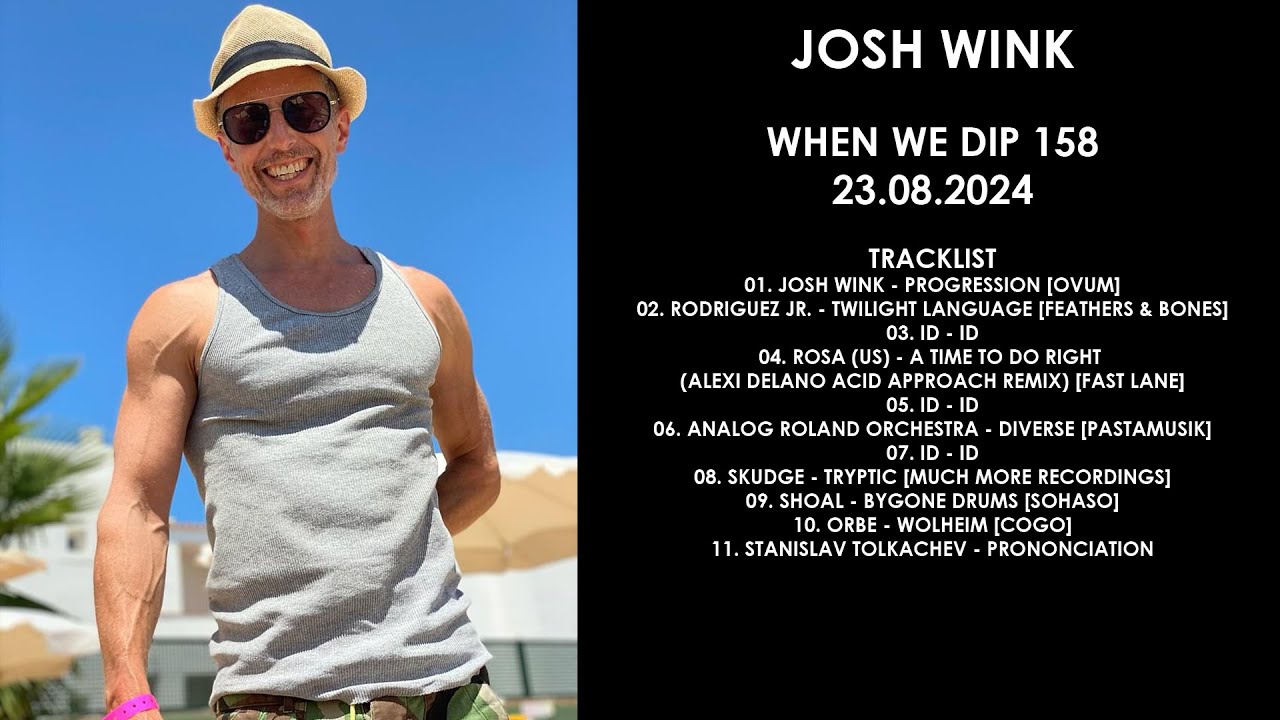 JOSH WINK
WHEN WE DIP 158
23.08.2024
TRACKLIST
01. JOSH WINK - PROGRESSION [OVUM]
02. RODRIGUEZ JR. - TWILIGHT LANGUAGE [FEATHERS & BONES]
03. ID - ID
04. ROSA (US) - A TIME TO DO RIGHT
(ALEXI DELANO ACID APPROACH REMIX) [FAST LANE]
05. ID - ID
06. ANALOG ROLAND ORCHESTRA - DIVERSE [PASTAMUSIK]
07. ID - ID
08. SKUDGE - TRYPTIC [MUCH MORE RECORDINGS]
09. SHOAL - BYGONE DRUMS [SOHASO]
10. ORBE - WOLHEIM [COGO]
11. STANISLAV TOLKACHEV - PRONONCIATION